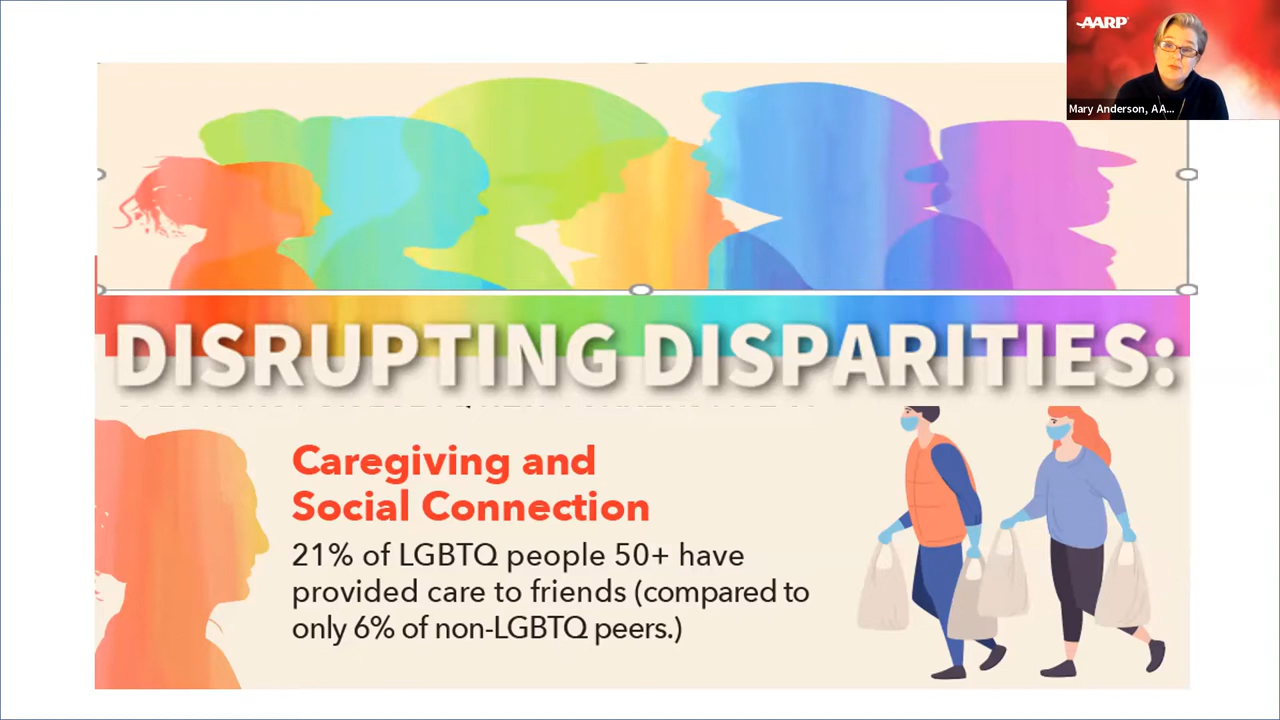 AARP
Mary Anderson, AA...
DISRUPTING DISPARITIES:
Caregiving and
Social Connection
21% of LGBTQ people 50+ have
provided care to friends (compared to
only 6% of non-LGBTQ peers.)